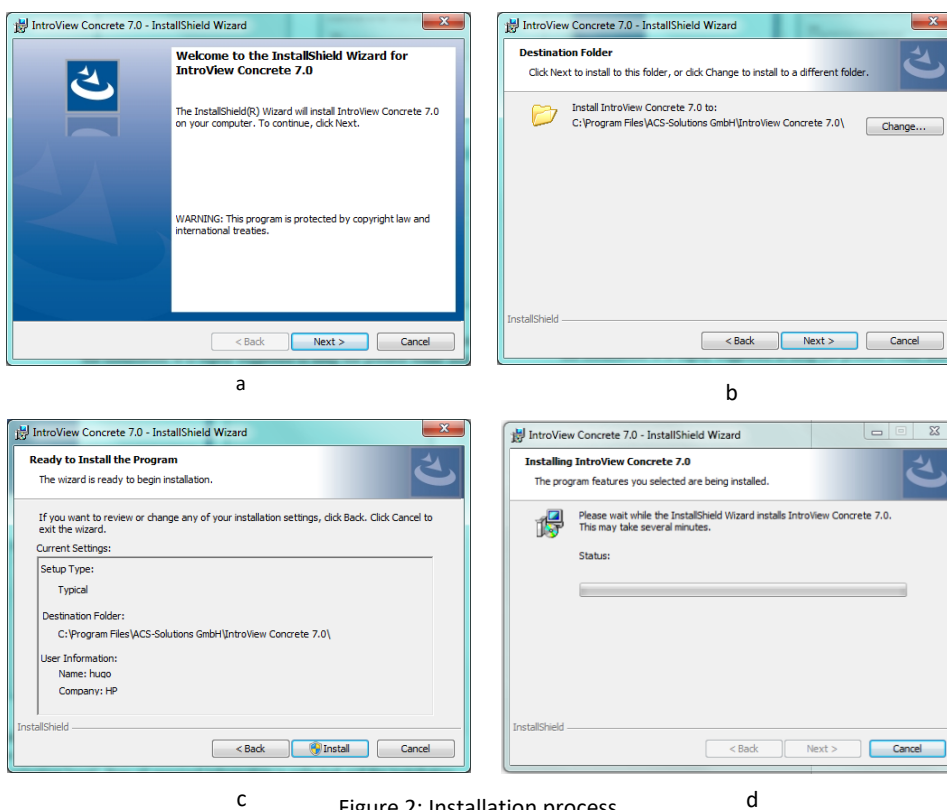 IntroView Concrete 7.0 - InstallShield Wizard
Welcome to the InstallShield Wizard for
IntroView Concrete 7.0
The InstallShield(R) Wizard will install IntroView Concrete 7.0
on your computer. To continue, click Next.
WARNING: This program is protected by copyright law and
international treaties.
< Back Next > Cancel
a
IntroView Concrete 7.0 - InstallShield Wizard
Destination Folder
Click Next to install to this folder, or click Change to install to a different folder.
Install IntroView Concrete 7.0 to:
C:\Program Files\ACS-Solutions GmbH\IntroView Concrete 7.0\
Change...
InstallShield
< Back Next > Cancel
b
IntroView Concrete 7.0 - InstallShield Wizard
Ready to Install the Program
The wizard is ready to begin installation.
If you want to review or change any of your installation settings, click Back. Click Cancel to
exit the wizard.
Current Settings:
Setup Type:
Typical
Destination Folder:
C:\Program Files\ACS-Solutions GmbH\IntroView Concrete 7.0\
User Information:
Name: hugo
Company: HP
InstallShield
< Back Install Cancel
c
IntroView Concrete 7.0 - InstallShield Wizard
Installing IntroView Concrete 7.0
The program features you selected are being installed.
Please wait while the InstallShield Wizard installs IntroView Concrete 7.0.
This may take several minutes.
Status:
InstallShield
< Back Next > Cancel
d
Figure 2: Installation process